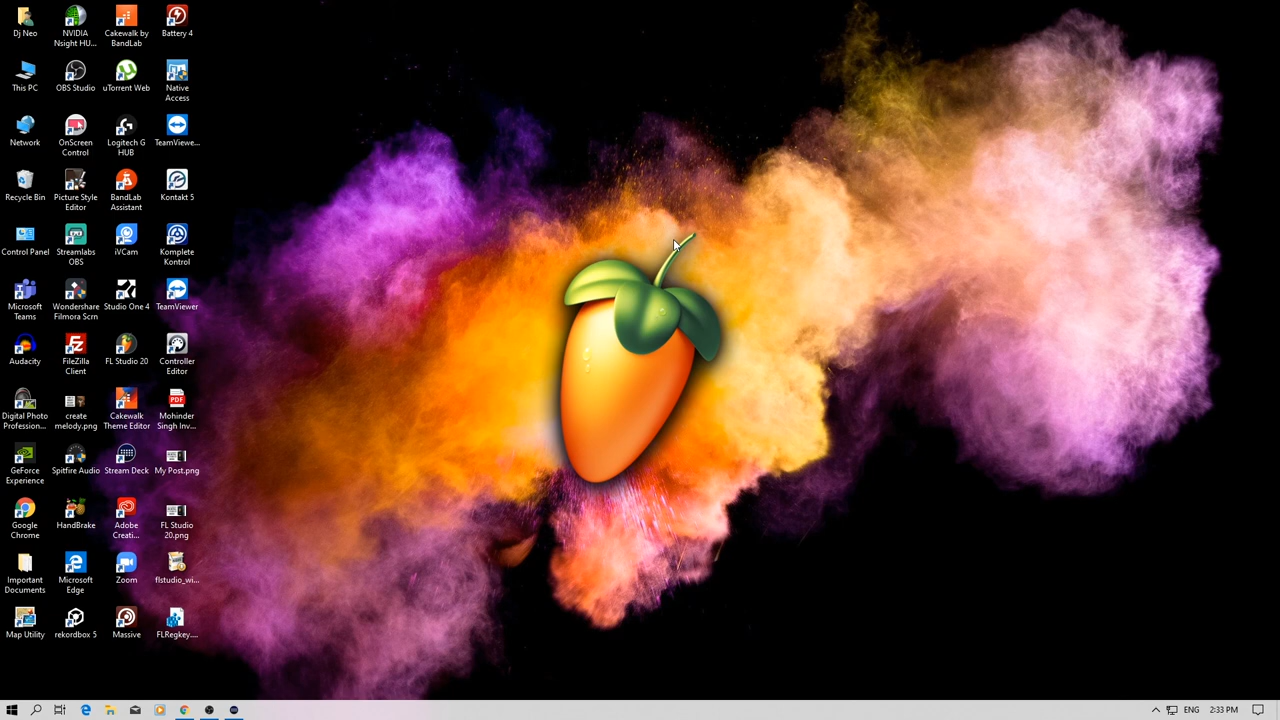 Dj Neo
NVIDIA
Nsight HU...
Cakewalk by
BandLab
Battery 4
This PC
OBS Studio
uTorrent Web
Native
Access
Network
OnScreen
Control
Logitech G
HUB
TeamViewe...
Recycle Bin
Picture Style
Editor
BandLab
Assistant
Kontakt 5
Control Panel
Streamlabs
OBS
iVCam
Komplete
Kontrol
Microsoft
Teams
Wondershare
Filmora Scrn
Studio One 4
TeamViewer
Audacity
FileZilla
Client
FL Studio 20
Controller
Editor
Digital Photo
Profession...
create
melody.png
Cakewalk
Theme Editor
PDF
Mohinder
Singh Inv...
GeForce
Experience
Spitfire Audio
Stream Deck
My Post.png
Google
Chrome
HandBrake
Adobe
Creati...
FL Studio
20.png
Important
Documents
Microsoft
Edge
Zoom
flstudio_wi...
Map Utility
rekordbox 5
Massive
FLRegkey....
ENG
2:33 PM